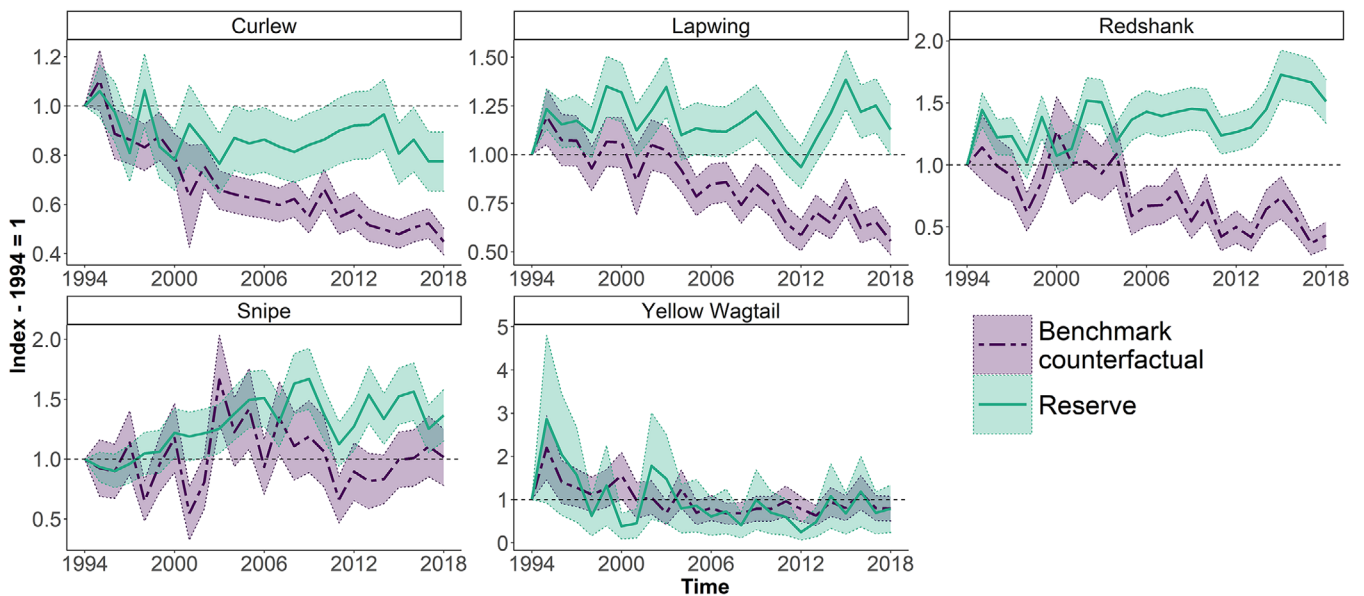 Curlew
Lapwing
Redshank
1.2
1.0
0.8
0.6
0.4
1.50
1.25
1.00
0.75
0.50
2.0
1.5
1.0
0.5
1994 2000 2006 2012 2018
1994 2000 2006 2012 2018
1994 2000 2006 2012 2018
Index - 1994 = 1
Snipe
Yellow Wagtail
2.0
1.5
1.0
0.5
5
4
3
2
1
0
1994 2000 2006 2012 2018
1994 2000 2006 2012 2018
Time
Benchmark
counterfactual
Reserve